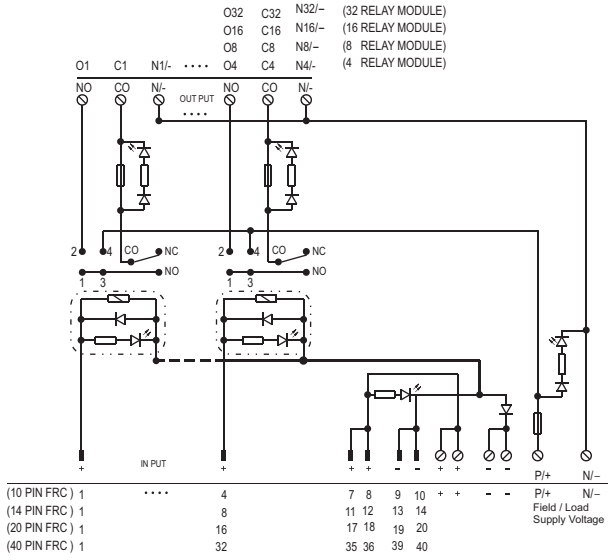 O32 C32 N32/– (32 RELAY MODULE)
O16 C16 N16/– (16 RELAY MODULE)
O8 C8 N8/– (8 RELAY MODULE)
O1 C1 N1/- •••• O4 C4 N4/- (4 RELAY MODULE)
NO CO N/- OUT PUT NO CO N/-
••••
2 4 CO NC 2 4 CO NC
NO NO
1 3 1 3
+ IN PUT + + + – – + + – – P/+ N/–
(10 PIN FRC ) 1 •••• 4 7 8 9 10 + + – – P/+ N/–
(14 PIN FRC ) 1 8 11 12 13 14 Field / Load
(20 PIN FRC ) 1 16 17 18 19 20 Supply Voltage
(40 PIN FRC ) 1 32 35 36 39 40